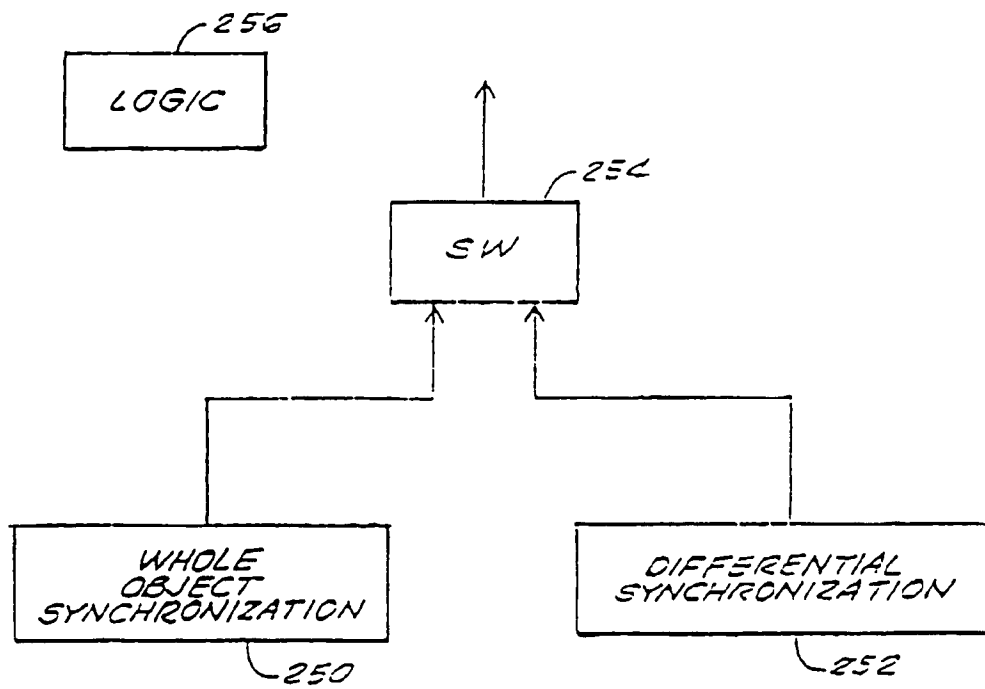 256
LOGIC
254
SW
WHOLE
OBJECT
SYNCHRONIZATION
250
DIFFERENTIAL
SYNCHRONIZATION
252